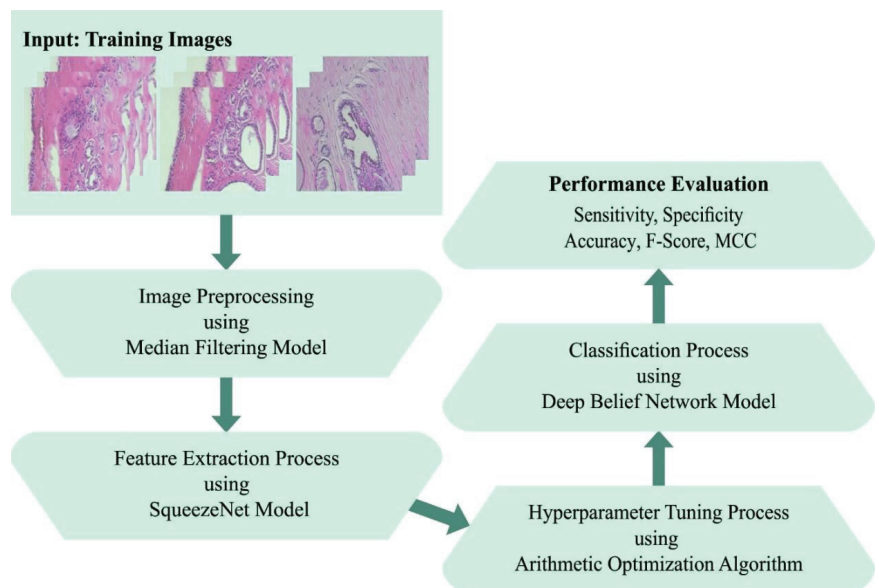 Input: Training Images
Image Preprocessing
using
Median Filtering Model
Feature Extraction Process
using
SqueezeNet Model
Hyperparameter Tuning Process
using
Arithmetic Optimization Algorithm
Classification Process
using
Deep Belief Network Model
Performance Evaluation
Sensitivity, Specificity
Accuracy, F-Score, MCC